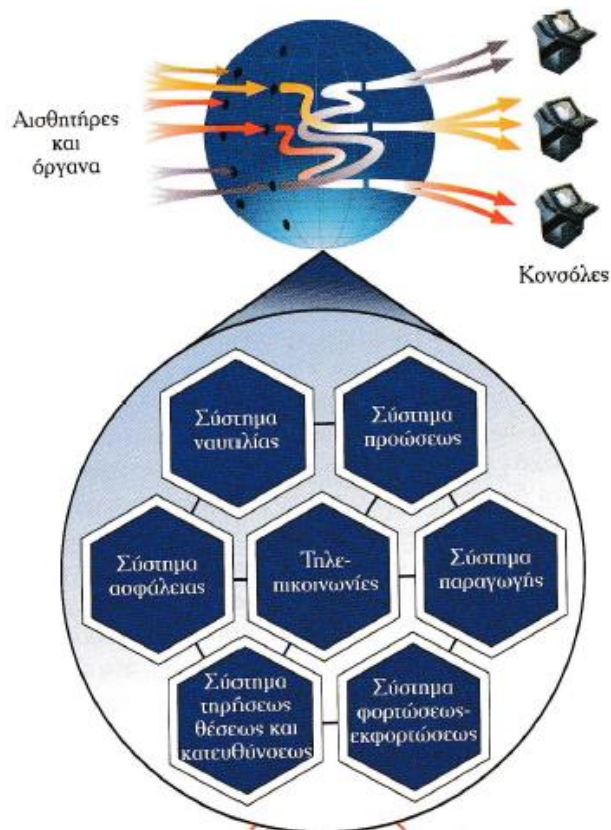 Αισθητήρες
και
όργανα
Κονσόλες
Σύστημα
ναυτιλίας
Σύστημα
προώσεως
Σύστημα
ασφάλειας
Τηλε-
πικοινωνίες
Σύστημα
παραγωγής
Σύστημα
τηρήσεως
θέσεως και
κατευθύνσεως
Σύστημα
φορτώσεως-
εκφορτώσεως